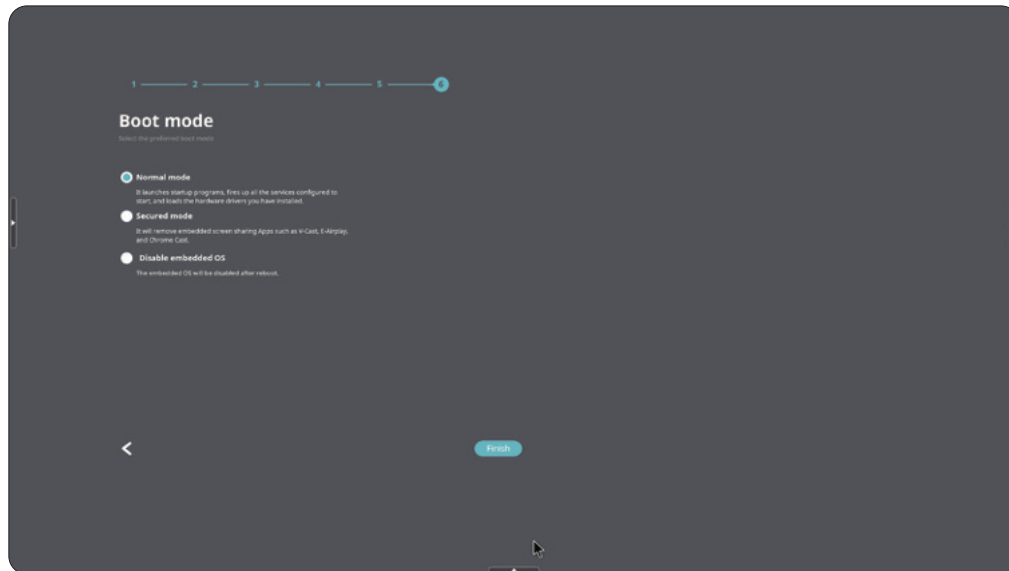 1 2 3 4 5 6
Boot mode
Select the preferred boot mode
Normal mode
It launches startup programs, fires up all the services configured to
start, and loads the hardware drivers you have installed.
Secured mode
It will remove embedded screen sharing Apps such as V-Cast, E-Airplay,
and Chrome Cast.
Disable embedded OS
The embedded OS will be disabled after reboot.
Finish